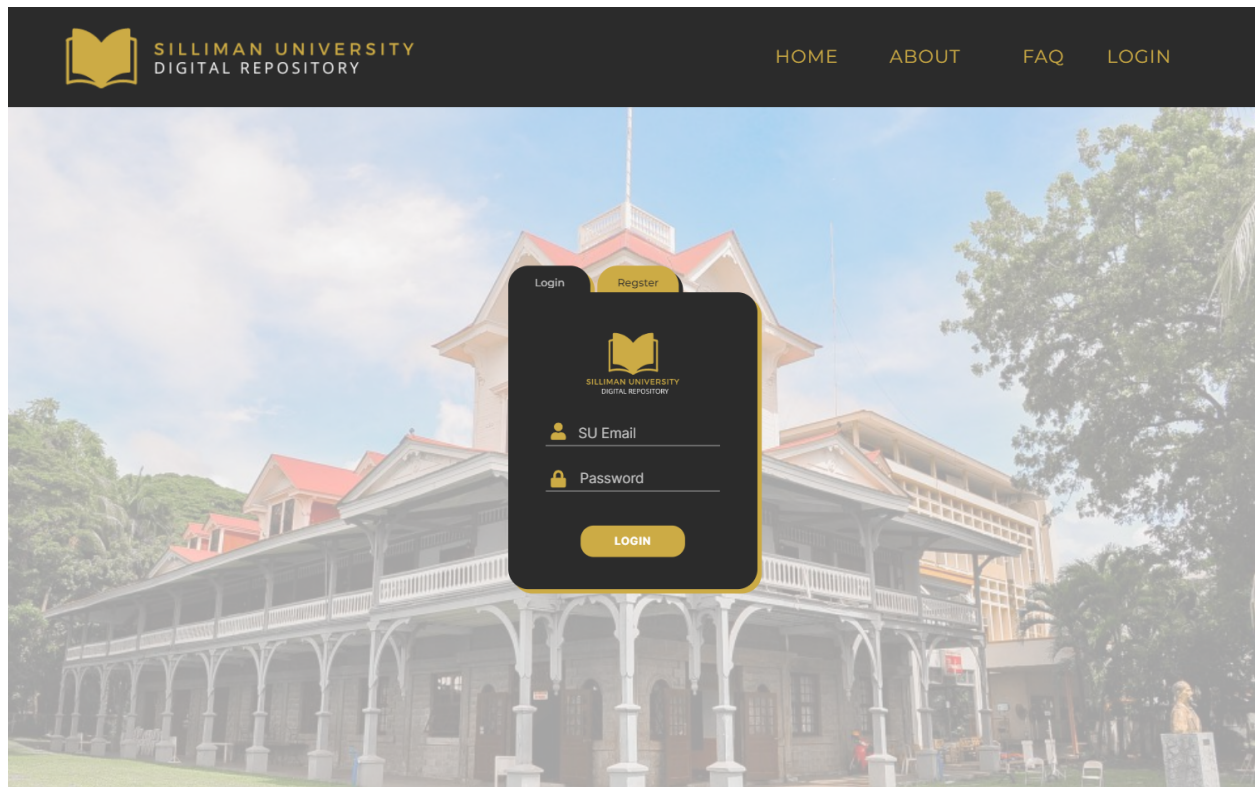 SILLIMAN UNIVERSITY
DIGITAL REPOSITORY
HOME ABOUT FAQ LOGIN
Login Regster
SILLIMAN UNIVERSITY
DIGITAL REPOSITORY
SU Email
Password
LOGIN